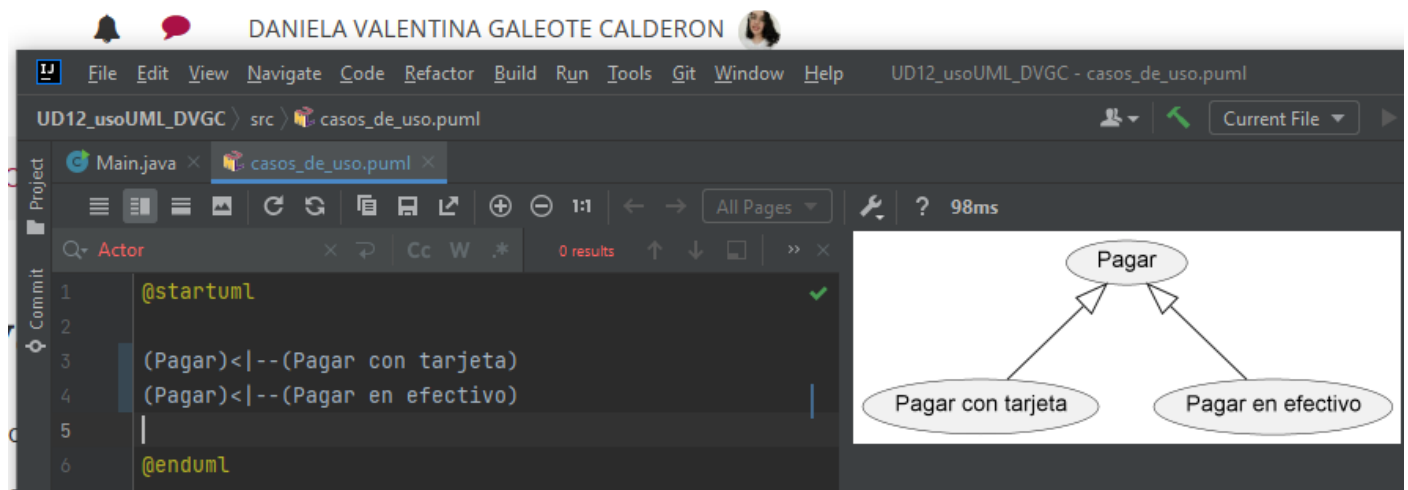 DANIELA VALENTINA GALEOTE CALDERON
IJ File Edit View Navigate Code Refactor Build Run Tools Git Window Help UD12_usoUML_DVGC - casos_de_uso.puml
UD12_usoUML_DVGC src casos_de_uso.puml Current File
Main.java casos_de_uso.puml
Project
1:1 All Pages ? 98ms
Actor Cc W .* 0 results
Commit
1 @startuml
2
3 (Pagar)<|--(Pagar con tarjeta)
4 (Pagar)<|--(Pagar en efectivo)
5
6 @enduml
Pagar
Pagar con tarjeta Pagar en efectivo